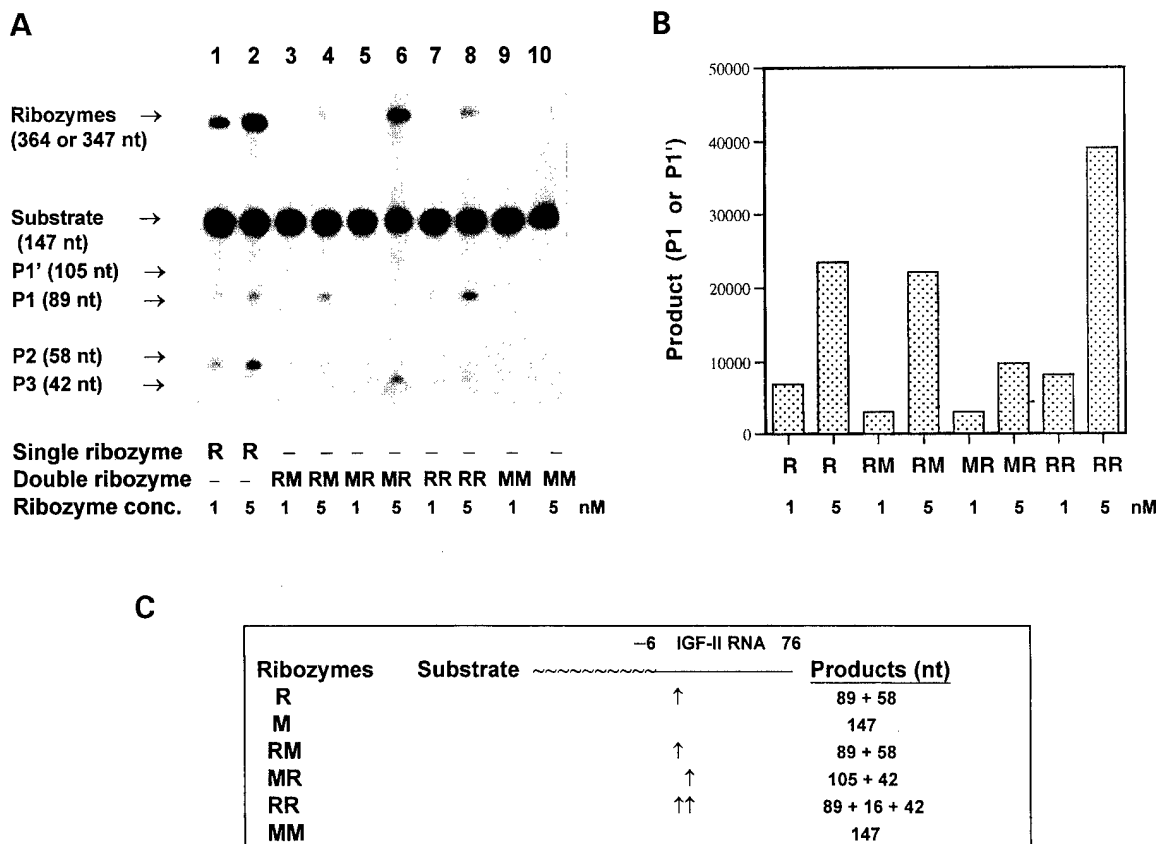 A
1 2 3 4 5 6 7 8 9 10
Ribozymes →
(364 or 347 nt)
Substrate →
(147 nt)
P1' (105 nt) →
P1 (89 nt) →
P2 (58 nt) →
P3 (42 nt) →
Single ribozyme R R – – – – – – – –
Double ribozyme – – RM RM MR MR RR RR MM MM
Ribozyme conc. 1 5 1 5 1 5 1 5 1 5 nM
B
Product (P1 or P1')
50000
40000
30000
20000
10000
0
R R RM RM MR MR RR RR
1 5 1 5 1 5 1 5 nM
C
–6 IGF-II RNA 76
Ribozymes Substrate Products (nt)
R ↑ 89 + 58
M 147
RM ↑ 89 + 58
MR ↑ 105 + 42
RR ↑↑ 89 + 16 + 42
MM 147